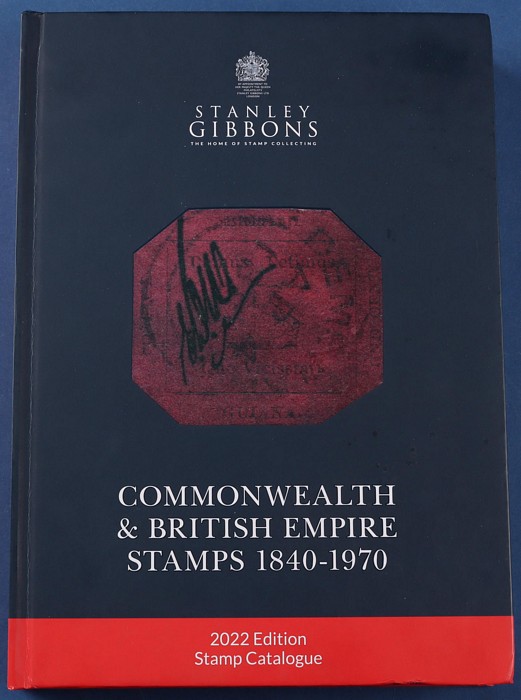 STANLEY
GIBBONS
THE HOME OF STAMP COLLECTING
COMMONWEALTH
& BRITISH EMPIRE
STAMPS 1840-1970
2022 Edition
Stamp Catalogue